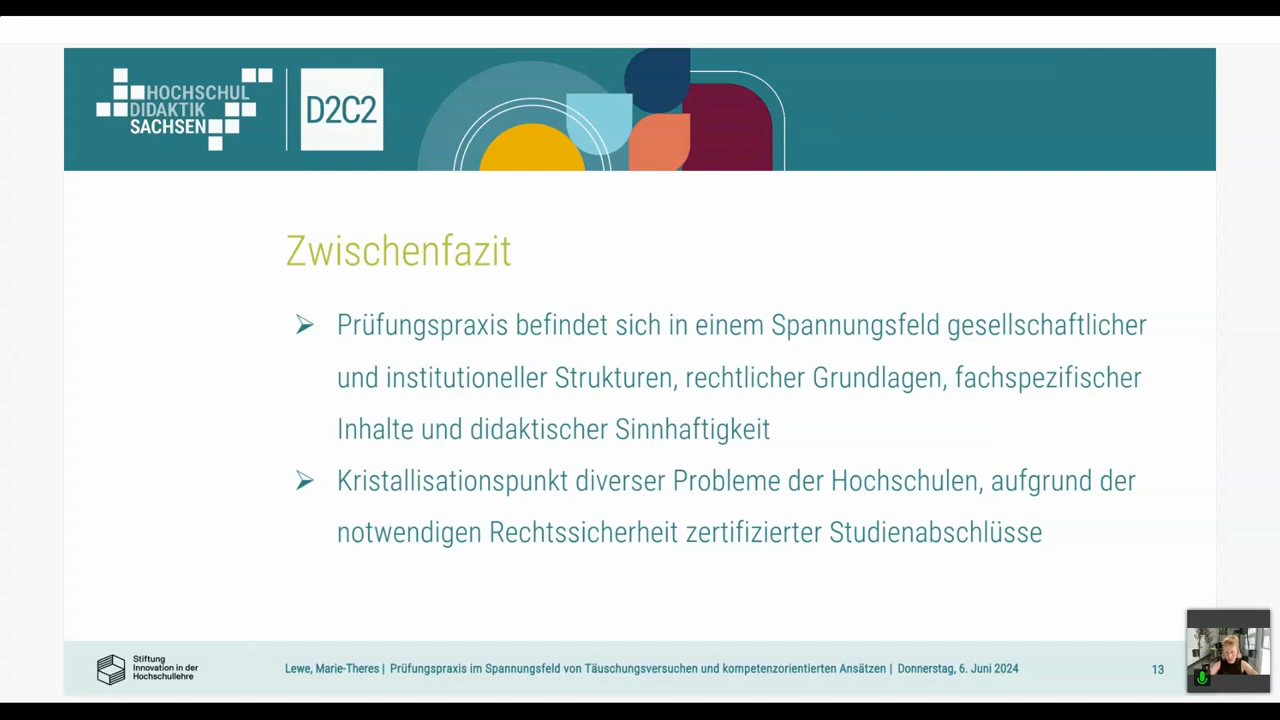 HOCHSCHUL
DIDAKTIK
SACHSEN
D2C2
Zwischenfazit
➢ Prüfungspraxis befindet sich in einem Spannungsfeld gesellschaftlicher
und institutioneller Strukturen, rechtlicher Grundlagen, fachspezifischer
Inhalte und didaktischer Sinnhaftigkeit
➢ Kristallisationspunkt diverser Probleme der Hochschulen, aufgrund der
notwendigen Rechtssicherheit zertifizierter Studienabschlüsse
Stiftung
Innovation in der
Hochschullehre
Lewe, Marie-Theres | Prüfungspraxis im Spannungsfeld von Täuschungsversuchen und kompetenzorientierten Ansätzen | Donnerstag, 6. Juni 2024
13